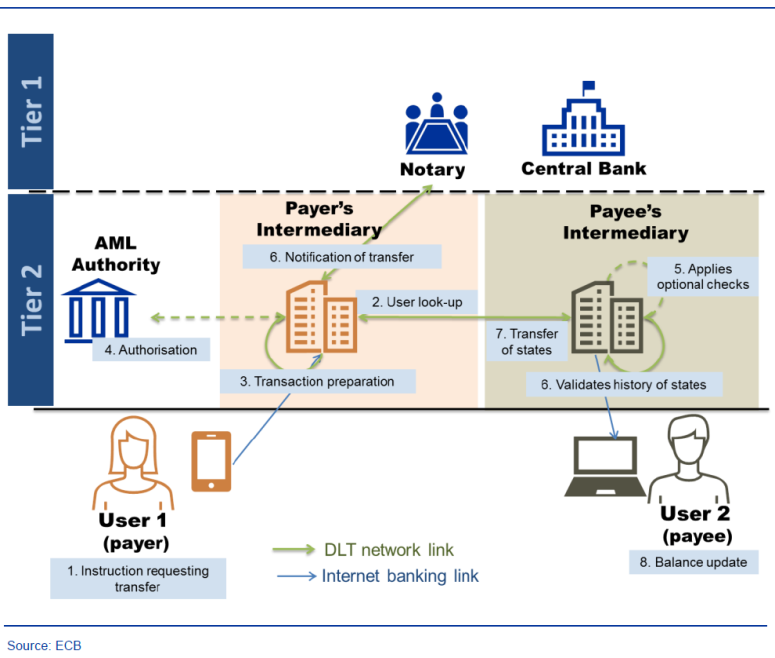 Tier 1
Notary
Central Bank
Tier 2
AML
Authority
Payer's
Intermediary
Payee's
Intermediary
6. Notification of transfer
5. Applies
optional checks
2. User look-up
4. Authorisation
7. Transfer
of states
3. Transaction preparation
6. Validates history of states
User 1
(payer)
User 2
(payee)
1. Instruction requesting
transfer
DLT network link
Internet banking link
8. Balance update
Source: ECB